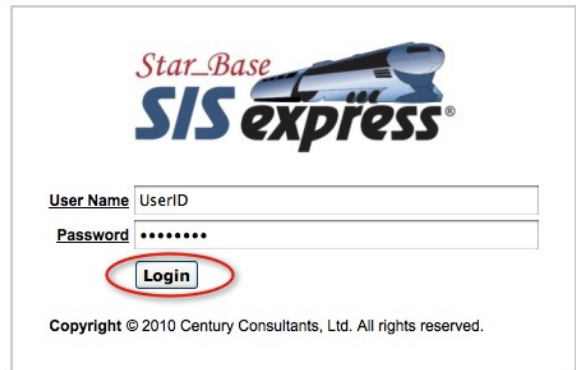 Star_Base
SIS express®
User Name UserID
Password ••••••••
Login
Copyright © 2010 Century Consultants, Ltd. All rights reserved.